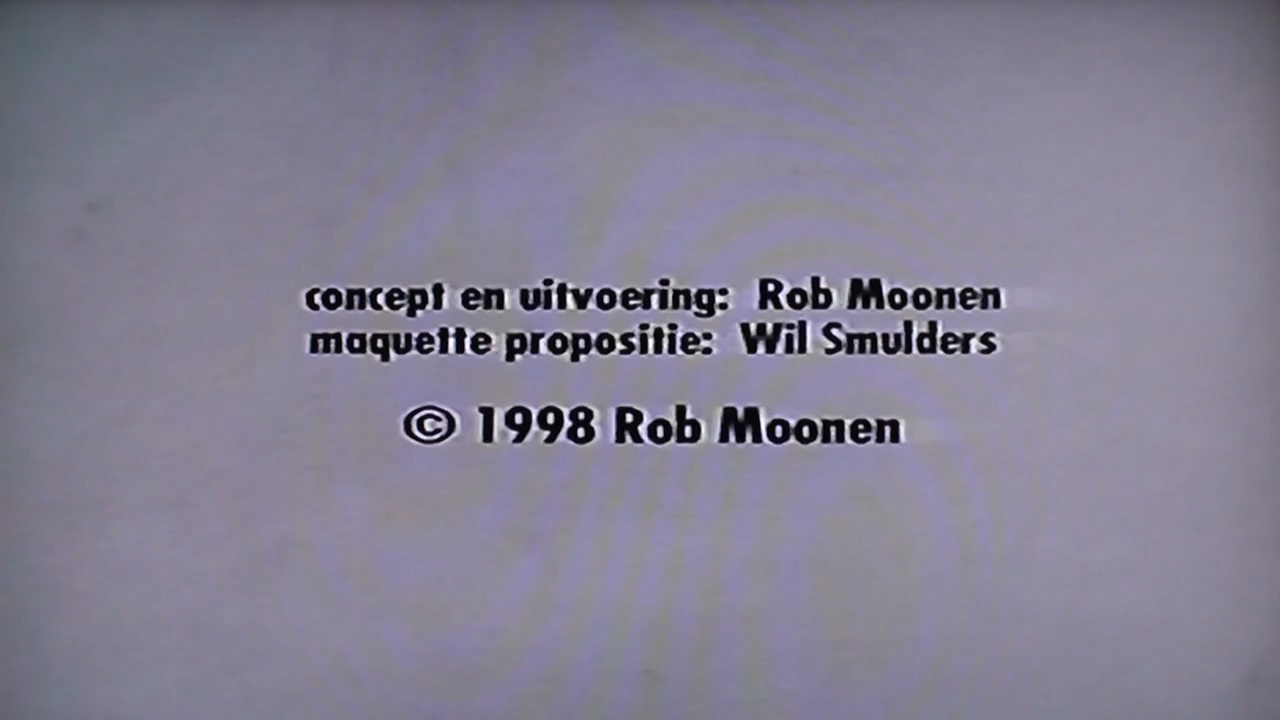 concept en uitvoering: Rob Moonen
maquette propositie: Wil Smulders
© 1998 Rob Moonen